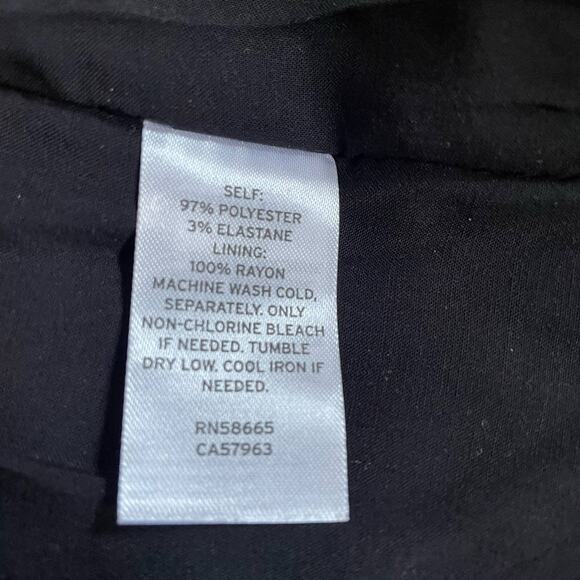 SELF:
97% POLYESTER
3% ELASTANE
LINING:
100% RAYON
MACHINE WASH COLD,
SEPARATELY. ONLY
NON-CHLORINE BLEACH
IF NEEDED. TUMBLE
DRY LOW. COOL IRON IF
NEEDED.
RN58665
CA57963